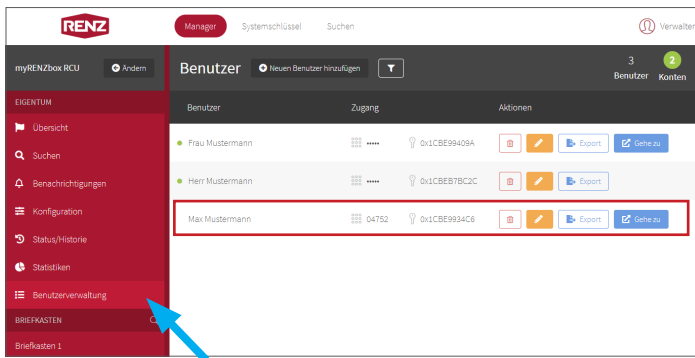 RENZ
Manager Systemschlüssel Suchen Verwalter
myRENZbox RCU Ändern
Benutzer Neuen Benutzer hinzufügen
3 Benutzer 2 Konten
EIGENTUM
Übersicht
Suchen
Benachrichtigungen
Konfiguration
Status/Historie
Statistiken
Benutzerverwaltung
BRIEFKASTEN
Briefkasten 1
Benutzer Zugang Aktionen
Frau Mustermann ••••• 0x1CBE99409A Export Gehe zu
Herr Mustermann ••••• 0x1CBEB7BC2C Export
Max Mustermann 04752 0x1CBE9934C6 Export Gehe zu